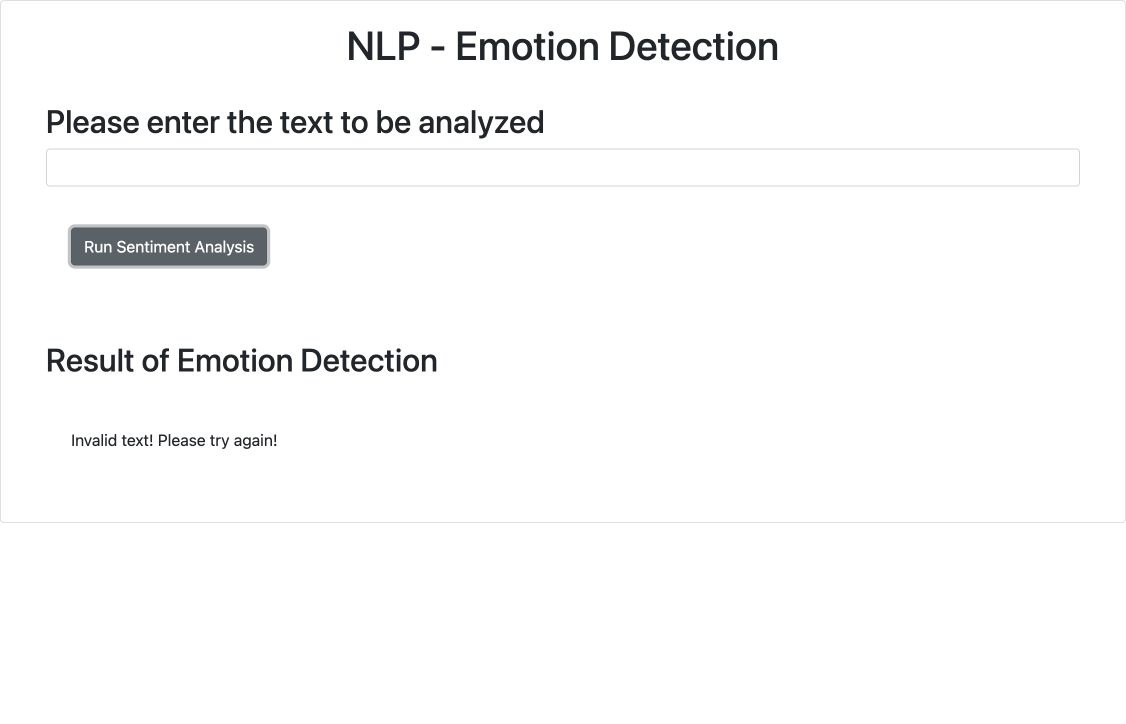 NLP - Emotion Detection
Please enter the text to be analyzed
Run Sentiment Analysis
Result of Emotion Detection
Invalid text! Please try again!